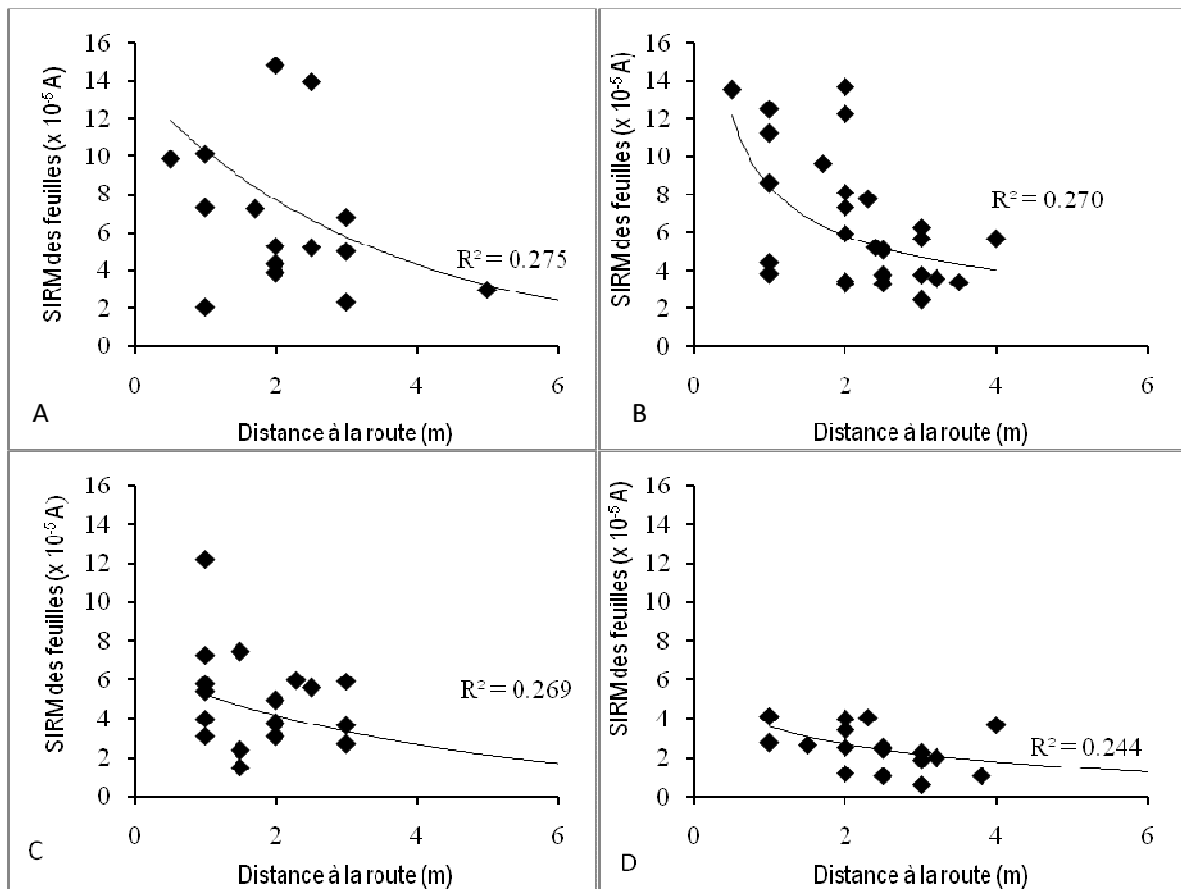 SIRM des feuilles (x 10⁻⁵ A)
16
14
12
10
8
6
4
2
0
R² = 0.275
0 2 4 6
Distance à la route (m)
A
SIRM des feuilles (x 10⁻⁵ A)
16
14
12
10
8
6
4
2
0
R² = 0.270
0 2 4 6
Distance à la route (m)
B
SIRM des feuilles (x 10⁻⁵ A)
16
14
12
10
8
6
4
2
0
R² = 0.269
0 2 4 6
Distance à la route (m)
C
SIRM des feuilles (x 10⁻⁵ A)
16
14
12
10
8
6
4
2
0
R² = 0.244
0 2 4 6
Distance à la route (m)
D